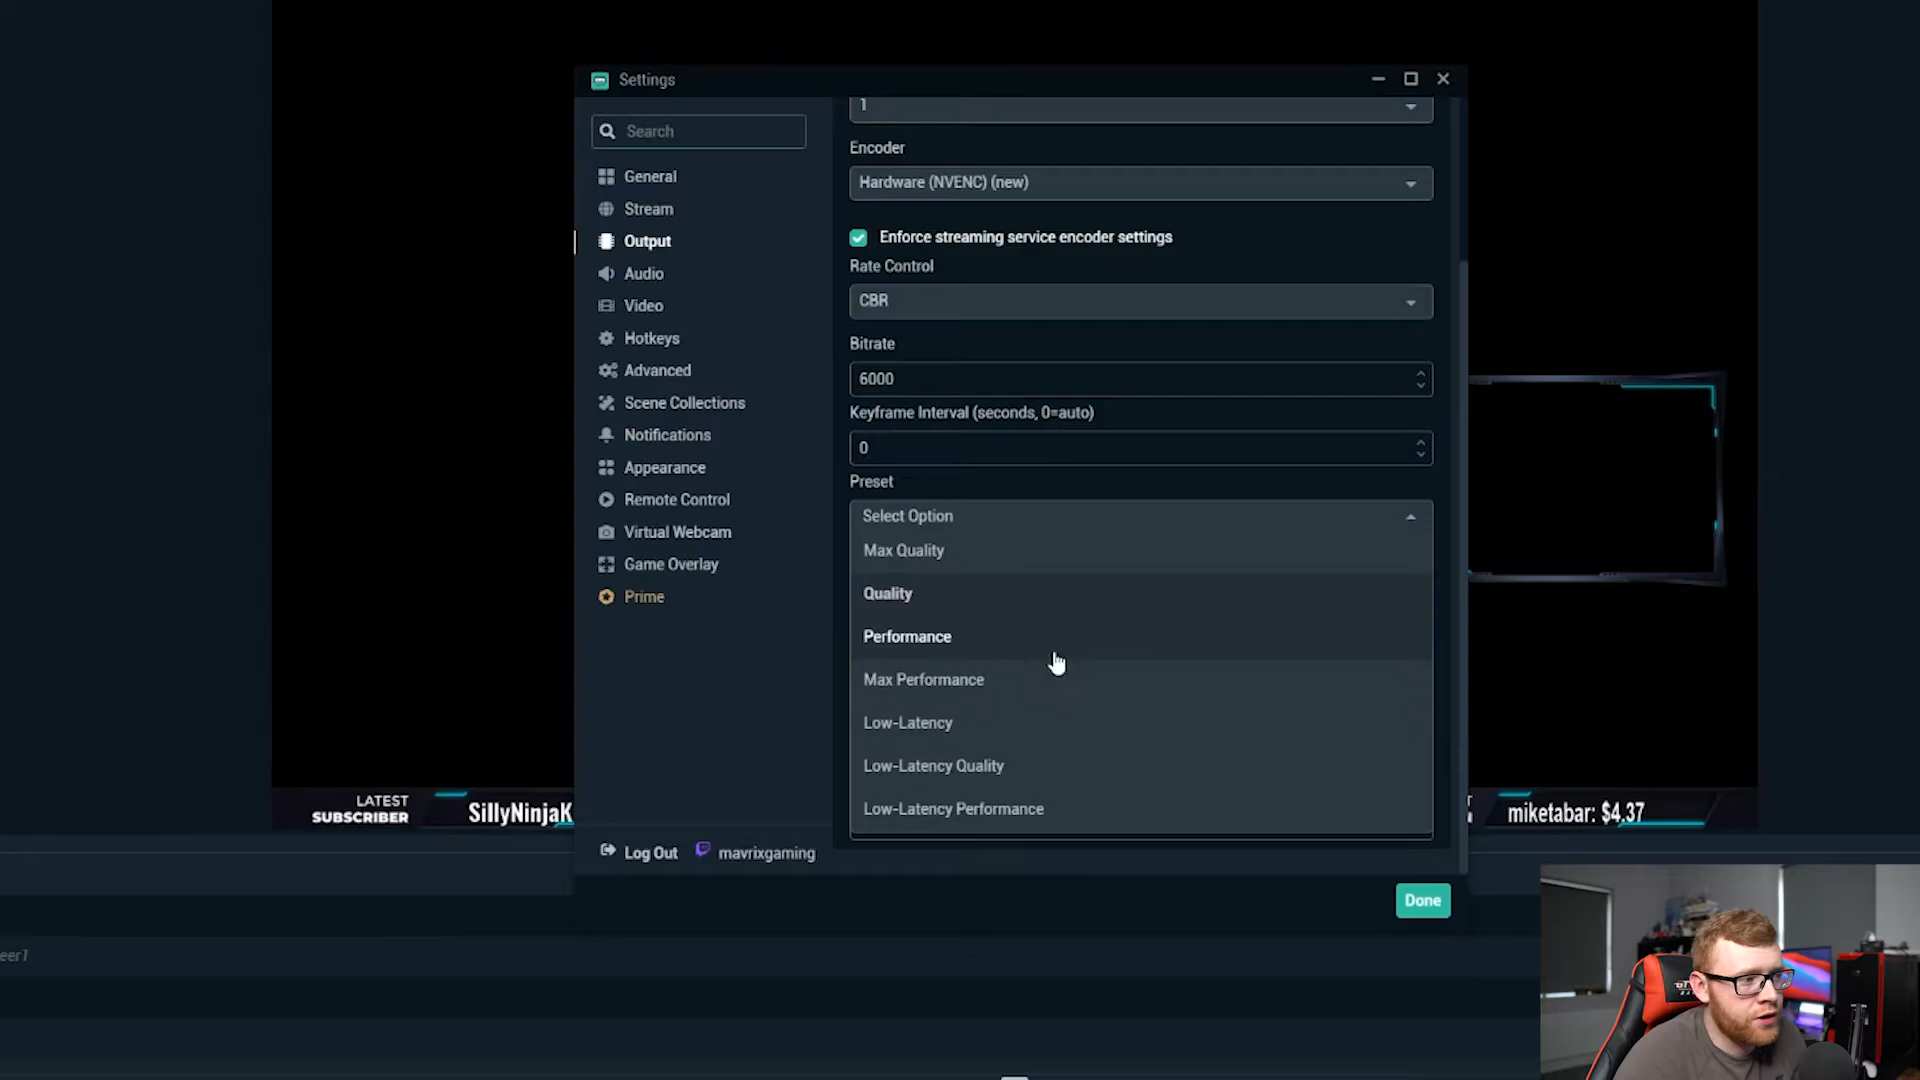 Settings
Search
General
Stream
Output
Audio
Video
Hotkeys
Advanced
Scene Collections
Notifications
Appearance
Remote Control
Virtual Webcam
Game Overlay
Prime
Log Out
mavrixgaming
1
Encoder
Hardware (NVENC) (new)
Enforce streaming service encoder settings
Rate Control
CBR
Bitrate
6000
Keyframe Interval (seconds, 0=auto)
0
Preset
Select Option
Max Quality
Quality
Performance
Max Performance
Low-Latency
Low-Latency Quality
Low-Latency Performance
Done
LATEST
SUBSCRIBER
SillyNinjaK
miketabar: $4.37